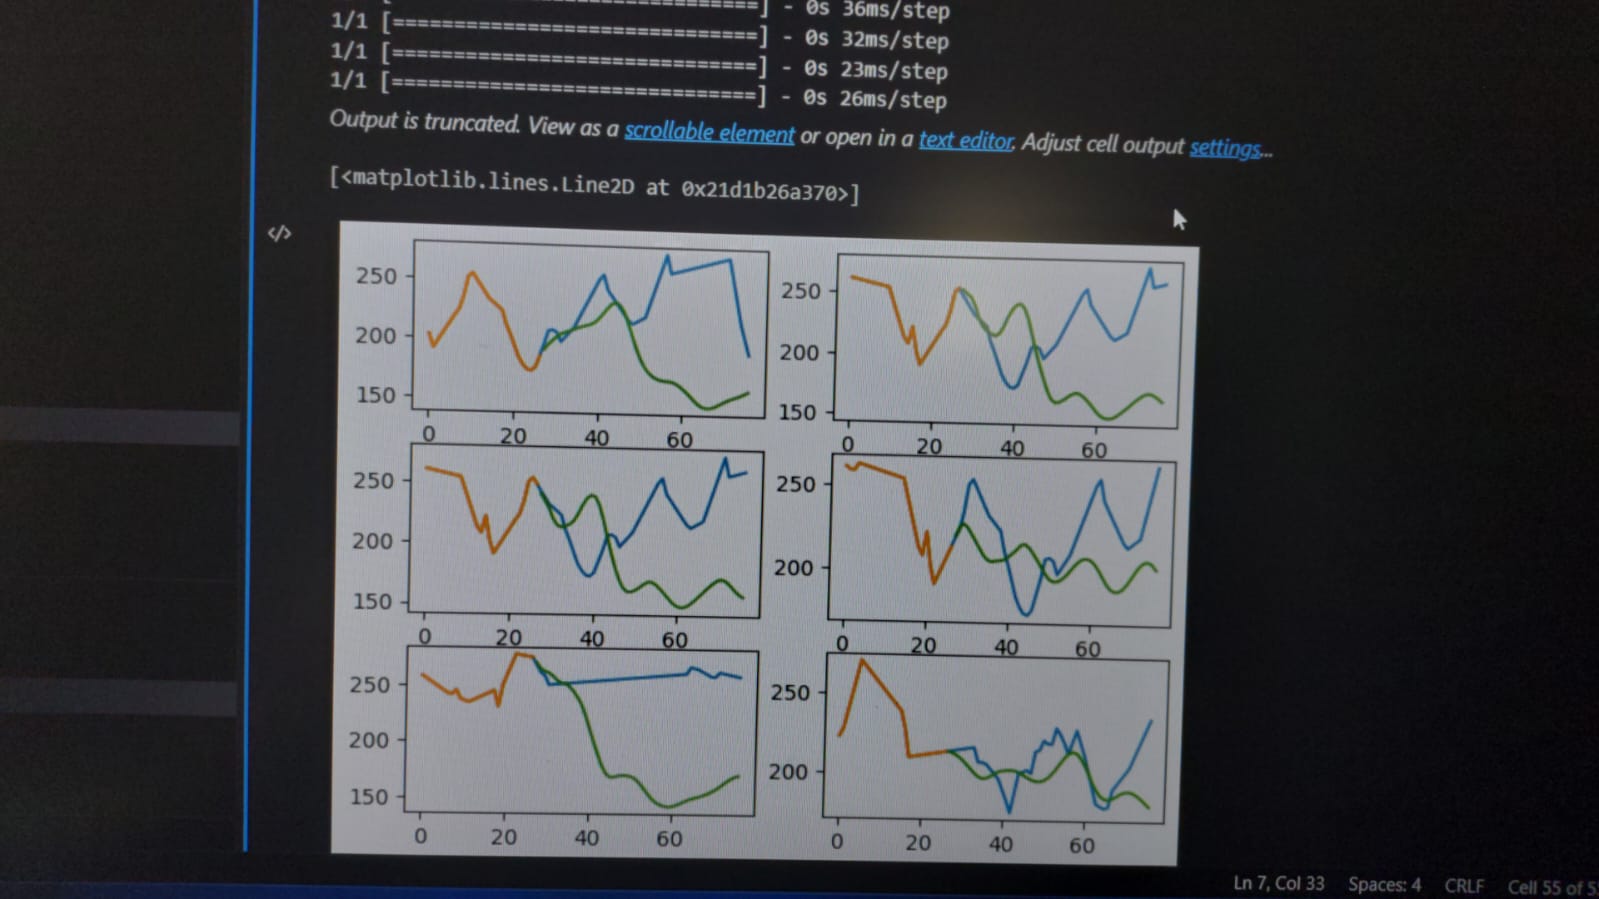 [==============================] - 0s 36ms/step
1/1 [==============================] - 0s 32ms/step
1/1 [==============================] - 0s 23ms/step
1/1 [==============================] - 0s 26ms/step
Output is truncated. View as a scrollable element or open in a text editor. Adjust cell output settings...
[<matplotlib.lines.Line2D at 0x21d1b26a370>]
</>
250
200
150
0 20 40 60
250
200
150
0 20 40 60
250
200
150
0 20 40 60
250
200
0 20 40 60
250
200
150
0 20 40 60
250
200
0 20 40 60
Ln 7, Col 33 Spaces: 4 CRLF Cell 55 of